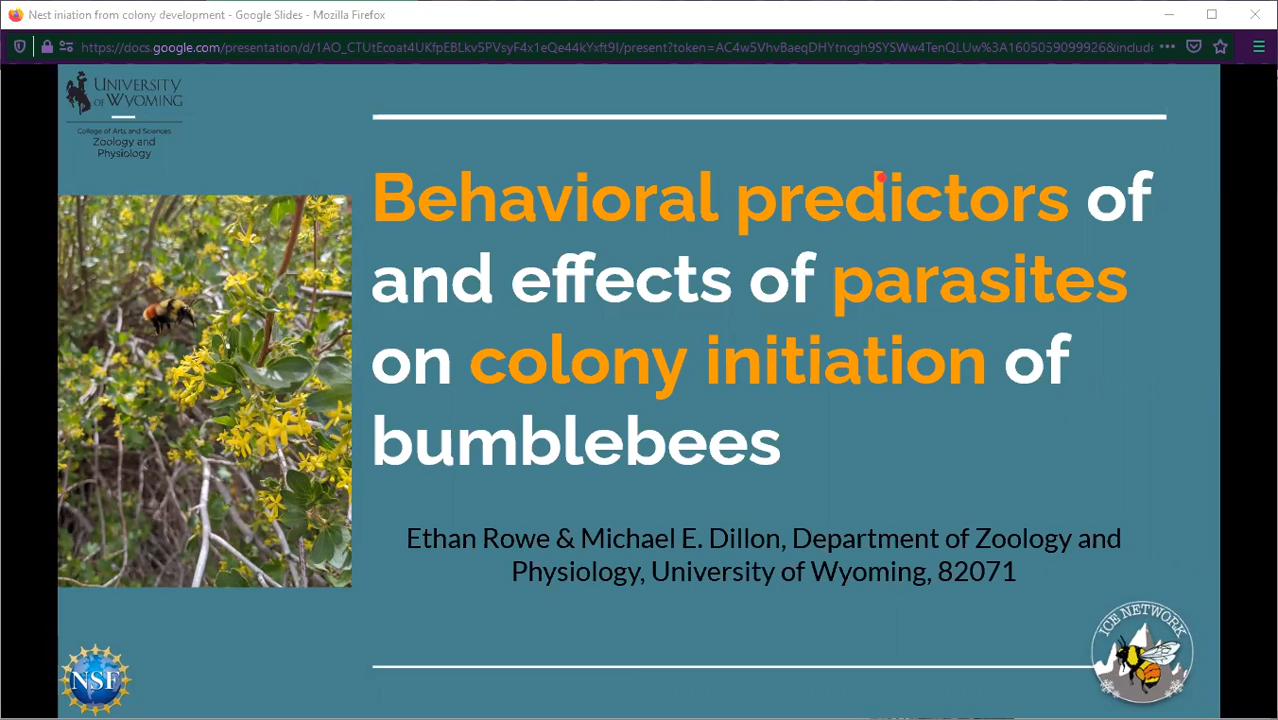 Nest iniation from colony development - Google Slides - Mozilla Firefox
https://docs.google.com/presentation/d/1AO_CTUtEcoat4UKfpEBLkv5PVsyF4x1eQe44kYxft9I/present?token=AC4w5VhvBaeqDHYtncgh9SYSWw4TenQLUw%3A1605059099926&include
UNIVERSITY
OF WYOMING
College of Arts and Sciences
Zoology and
Physiology
Behavioral predictors of
and effects of parasites
on colony initiation of
bumblebees
Ethan Rowe & Michael E. Dillon, Department of Zoology and
Physiology, University of Wyoming, 82071
NSF
ICE NETWORK